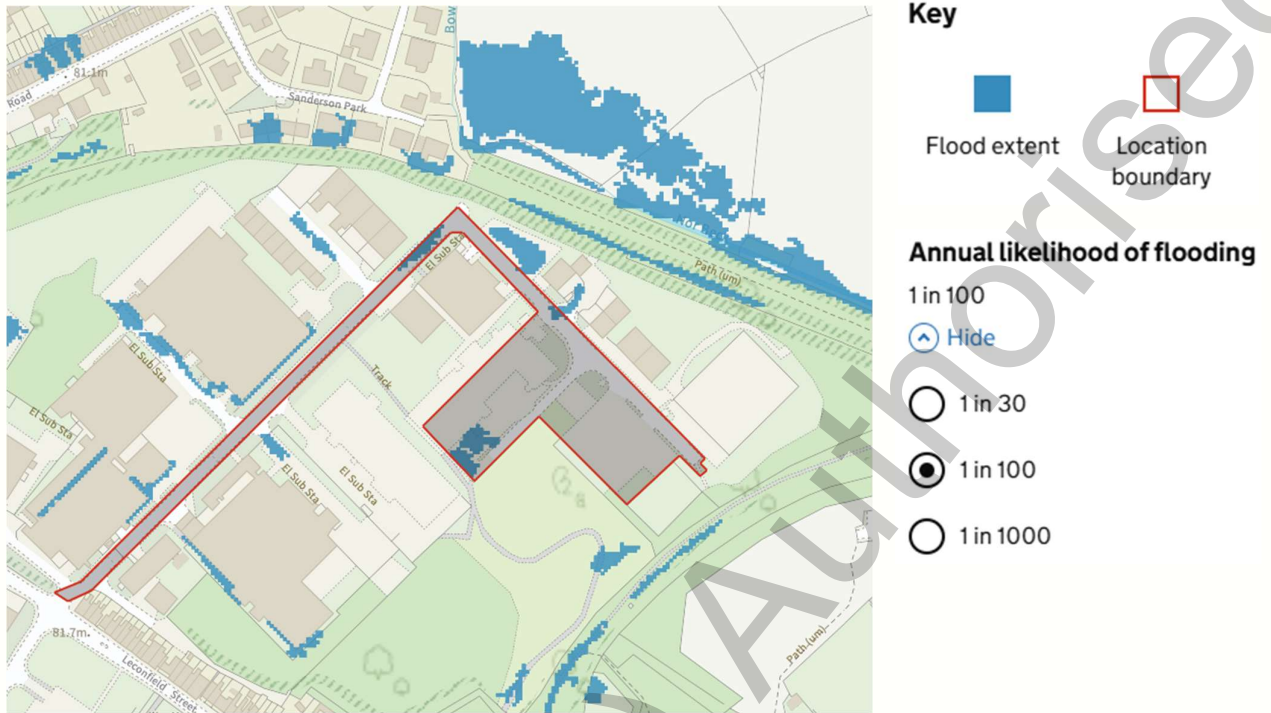 Bow
81.1m
Road
Sanderson Park
El Sub Sta
Path (um)
Track
El Sub Sta
El Sub Sta
El Sub Sta
El Sub Sta
81.7m
Leconfield Street
Path (um)
Key
Flood extent
Location
boundary
Annual likelihood of flooding
1 in 100
Hide
1 in 30
1 in 100
1 in 1000
Authorised